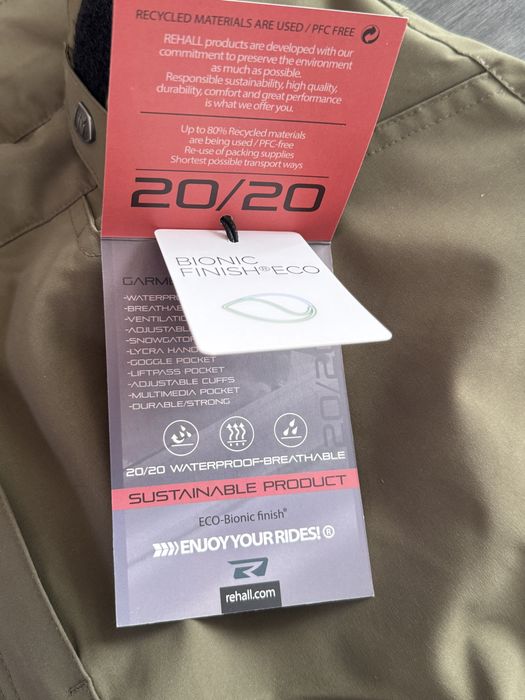 RECYCLED MATERIALS ARE USED / PFC FREE
REHALL products are developed with our
commitment to preserve the environment
as much as possible.
Responsible sustainability, high quality,
durability, comfort and great performance
is what we offer you.
Up to 80% Recycled materials
are being used / PFC-free
Re-use of packing supplies
Shortest possible transport ways
20/20
BIONIC
FINISH®ECO
-ADJUSTABLE
-LYCRA
-GOGGLE POCKET
-LIFTPASS POCKET
-ADJUSTABLE CUFFS
-MULTIMEDIA POCKET
-DURABLE/STRONG
20/20
20/20 WATERPROOF-BREATHABLE
SUSTAINABLE PRODUCT
ECO-Bionic finish®
ENJOY YOUR RIDES! ®
rehall.com